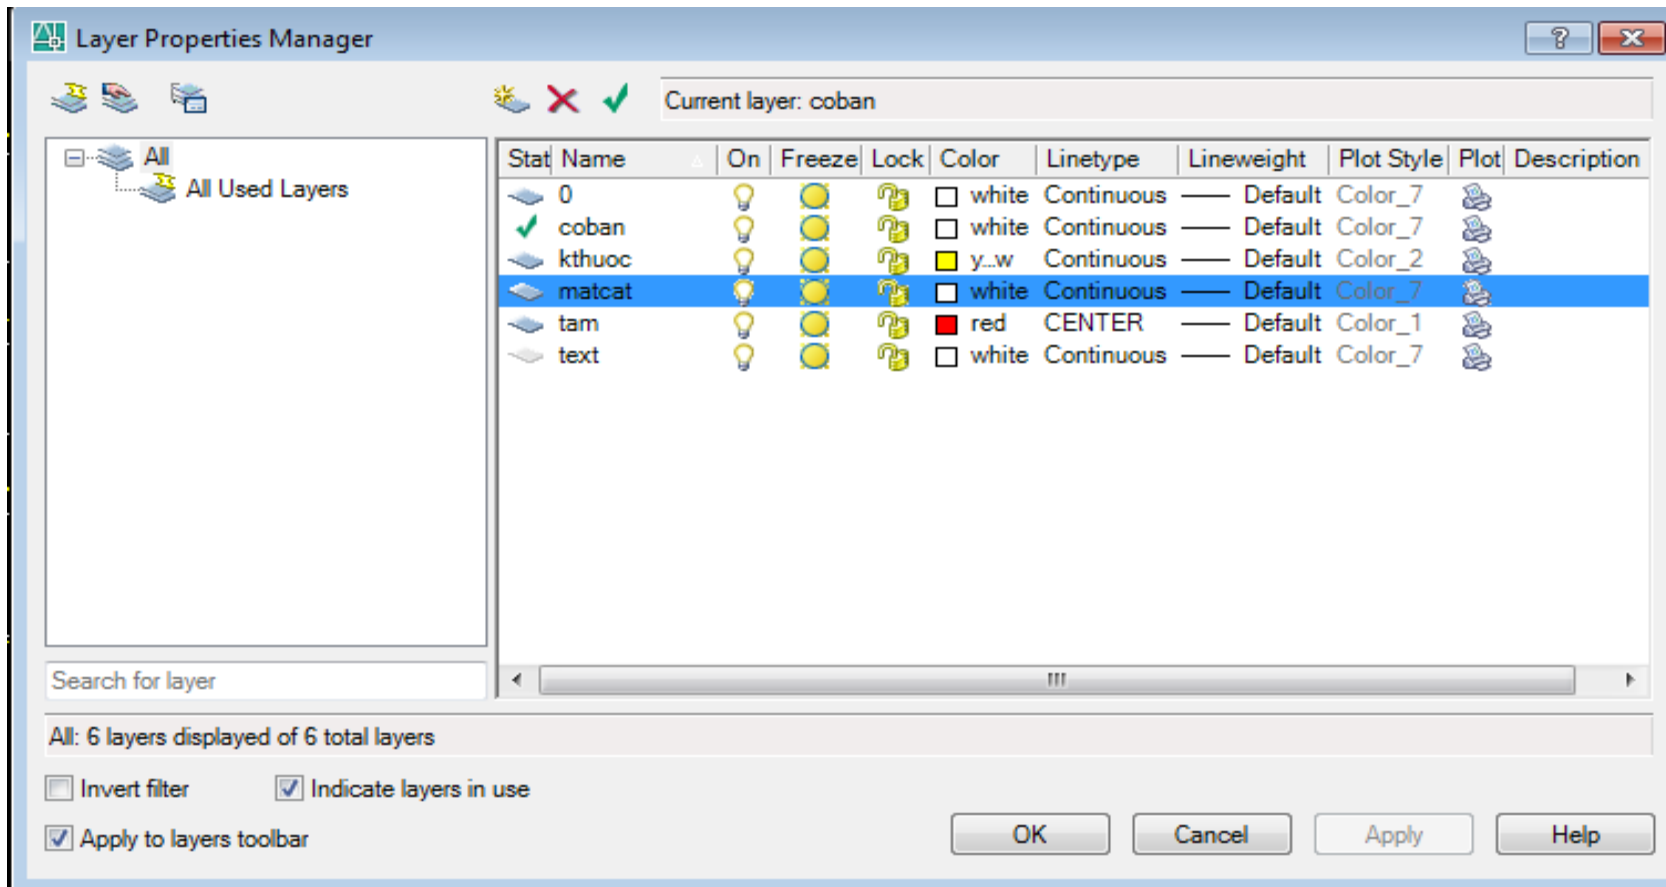 Layer Properties Manager
Current layer: coban
All
All Used Layers
Stat Name On Freeze Lock Color Linetype Lineweight Plot Style Plot Description
0 white Continuous Default Color_7
coban white Continuous Default Color_7
kthuoc y...w Continuous Default Color_2
matcat white Continuous Default Color_7
tam red CENTER Default Color_1
text white Continuous Default Color_7
Search for layer
All: 6 layers displayed of 6 total layers
Invert filter Indicate layers in use
Apply to layers toolbar
OK Cancel Apply Help